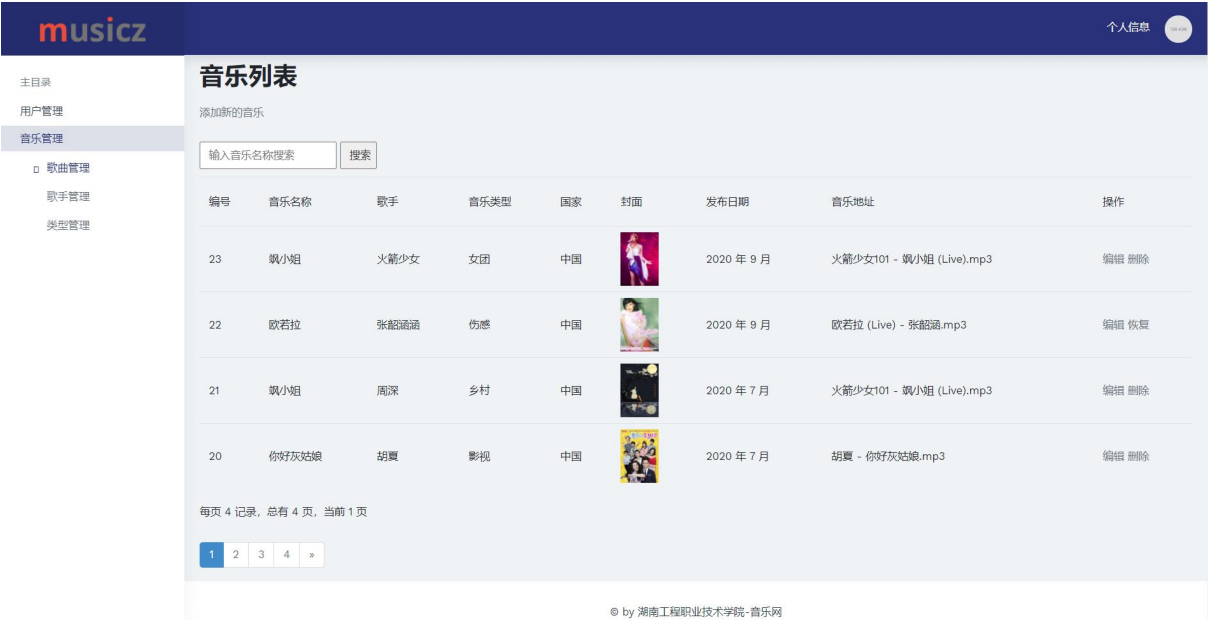 musicz
个人信息
主目录
用户管理
音乐管理
歌曲管理
歌手管理
类型管理
音乐列表
添加新的音乐
输入音乐名称搜索 搜索
编号 音乐名称 歌手 音乐类型 国家 封面 发布日期 音乐地址 操作
23 飒小姐 火箭少女 女团 中国 2020 年 9 月 火箭少女101 - 飒小姐 (Live).mp3 编辑 删除
22 欧若拉 张韶涵涵 伤感 中国 2020 年 9 月 欧若拉 (Live) - 张韶涵.mp3 编辑 恢复
21 飒小姐 周深 乡村 中国 2020 年 7 月 火箭少女101 - 飒小姐 (Live).mp3 编辑 删除
20 你好灰姑娘 胡夏 影视 中国 2020 年 7 月 胡夏 - 你好灰姑娘.mp3 编辑 删除
每页 4 记录, 总有 4 页, 当前 1 页
1 2 3 4 »
© by 湖南工程职业技术学院-音乐网